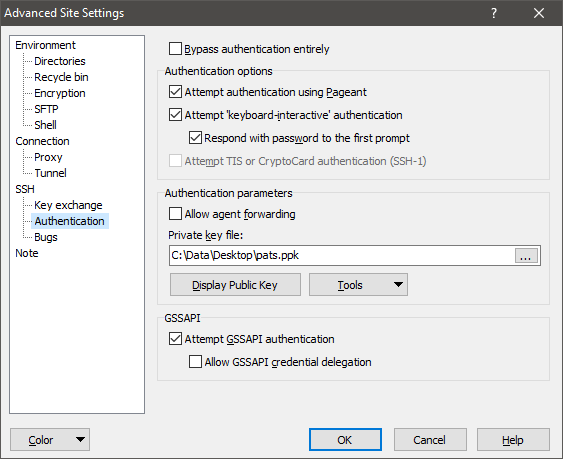 Advanced Site Settings
Environment
Directories
Recycle bin
Encryption
SFTP
Shell
Connection
Proxy
Tunnel
SSH
Key exchange
Authentication
Bugs
Note
Bypass authentication entirely
Authentication options
Attempt authentication using Pageant
Attempt 'keyboard-interactive' authentication
Respond with password to the first prompt
Attempt TIS or CryptoCard authentication (SSH-1)
Authentication parameters
Allow agent forwarding
Private key file:
C:\Data\Desktop\pats.ppk ...
Display Public Key Tools
GSSAPI
Attempt GSSAPI authentication
Allow GSSAPI credential delegation
Color OK Cancel Help